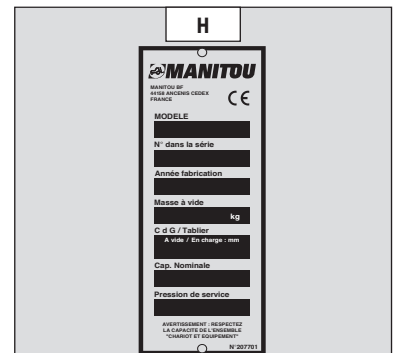 H
MANITOU
MANITOU BF
44158 ANCENIS CEDEX
FRANCE
CE
MODELE
N° dans la série
Année fabrication
Masse à vide
kg
C d G / Tablier
A vide / En charge : mm
Cap. Nominale
Pression de service
AVERTISSEMENT : RESPECTEZ
LA CAPACITE DE L'ENSEMBLE
"CHARIOT ET EQUIPEMENT"
N°207701